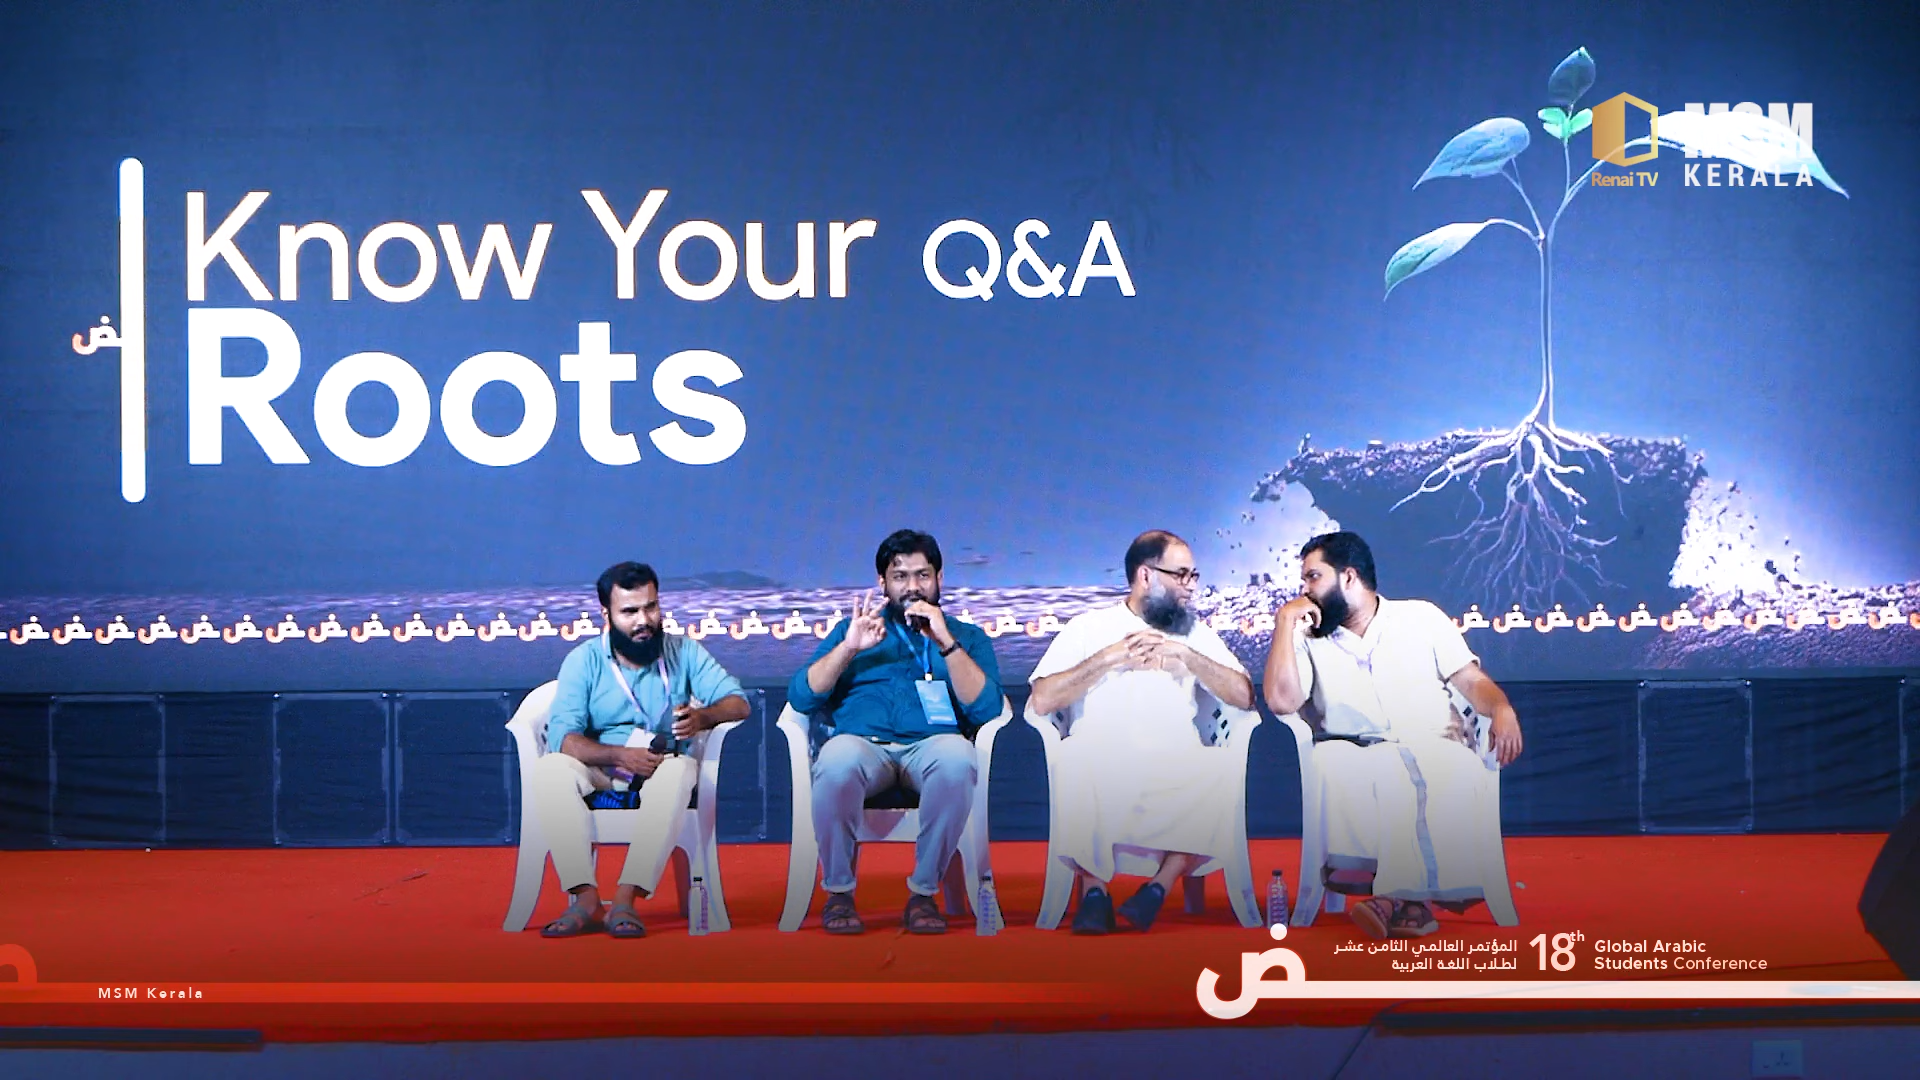 Know Your Q&A
Roots
ض
Renai TV
MSM
KERALA
ض ض ض ض ض ض ض ض ض ض ض ض ض ض
ض ض ض ض
ض ض
ض ض ض ض ض ض ض ض ض ض ض
المؤتمر العالمي الثامن عشر
لطلاب اللغة العربية
18th
Global Arabic
Students Conference
ض
MSM Kerala